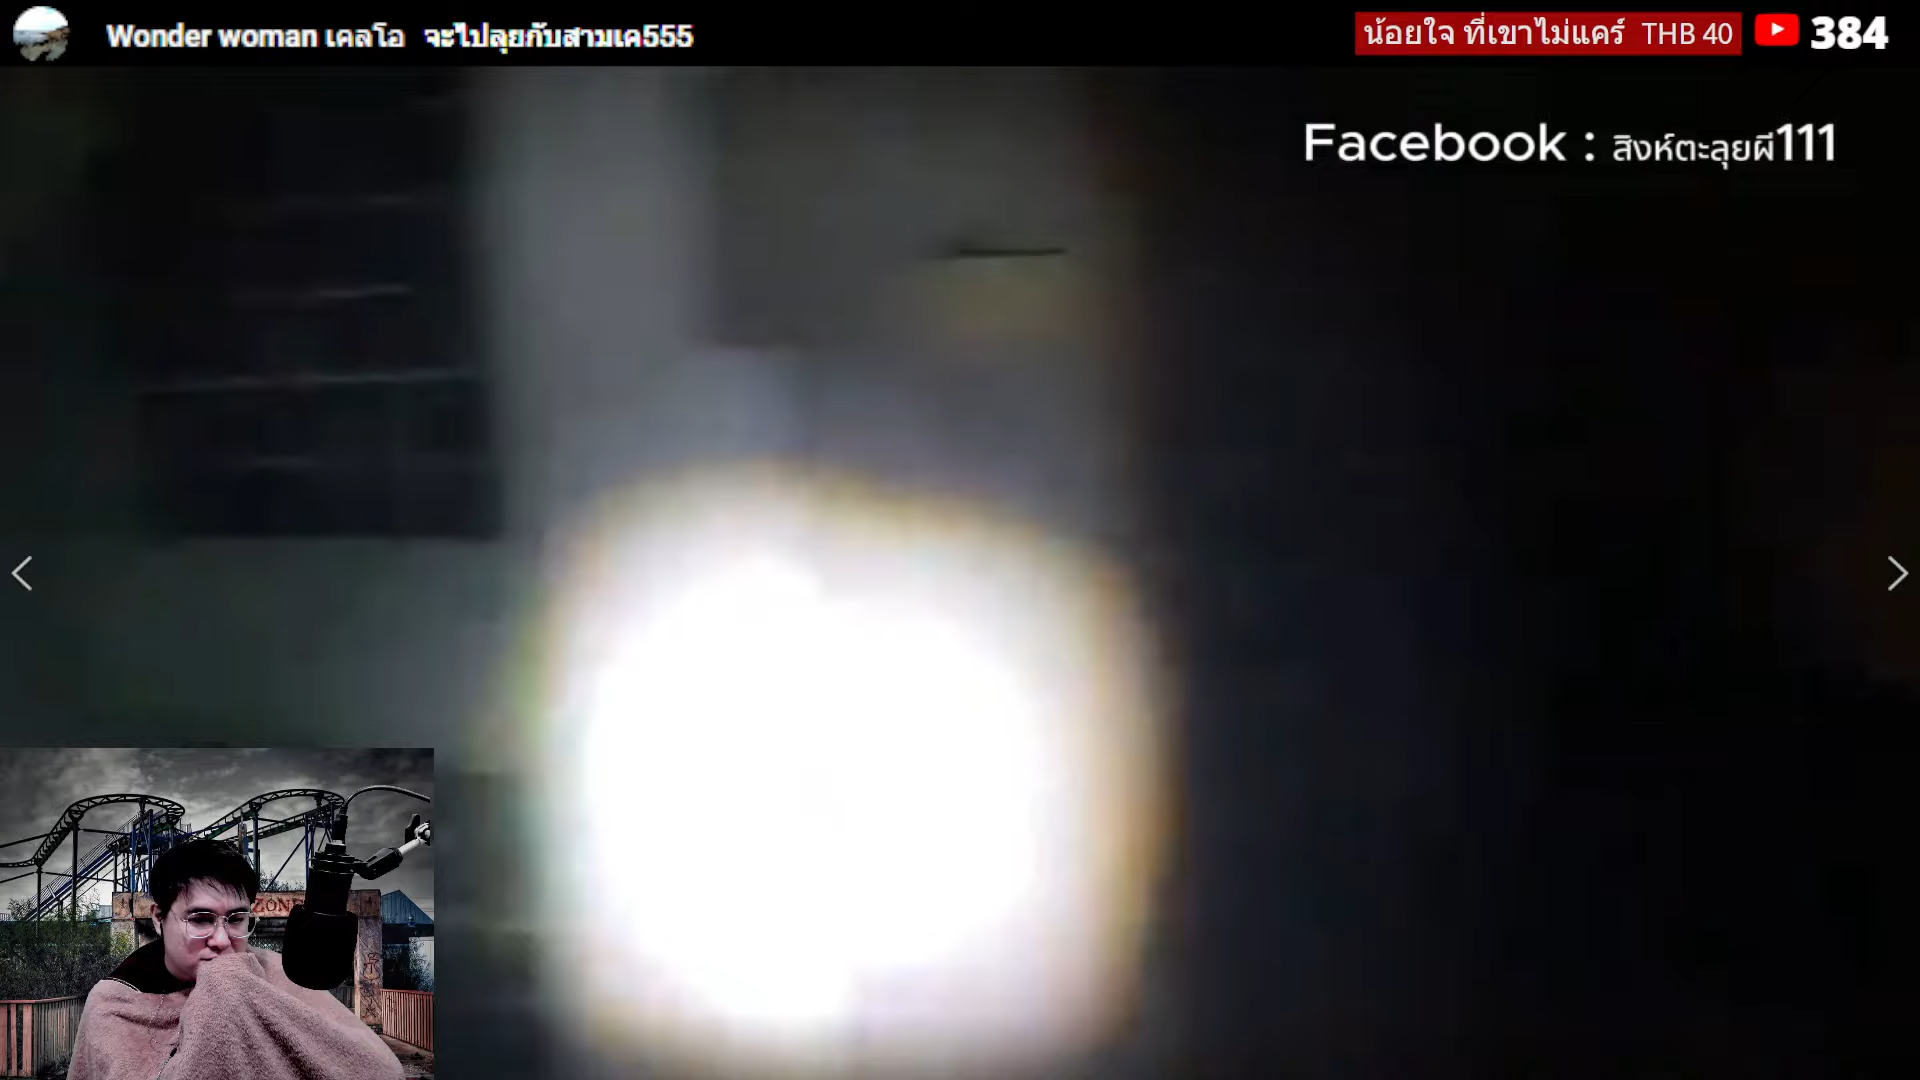 Wonder woman เคลโอ จะไปลุยกับสามเค555
น้อยใจ ที่เขาไม่แคร์ THB 40
384
Facebook : สิงห์ตะลุยผี111
ZON